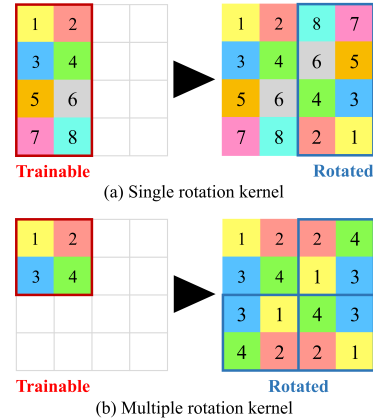 1 2 1 2 8 7
3 4 3 4 6 5
5 6 5 6 4 3
7 8 7 8 2 1
Trainable Rotated
(a) Single rotation kernel
1 2 1 2 2 4
3 4 3 4 1 3
3 1 4 3
4 2 2 1
Trainable Rotated
(b) Multiple rotation kernel